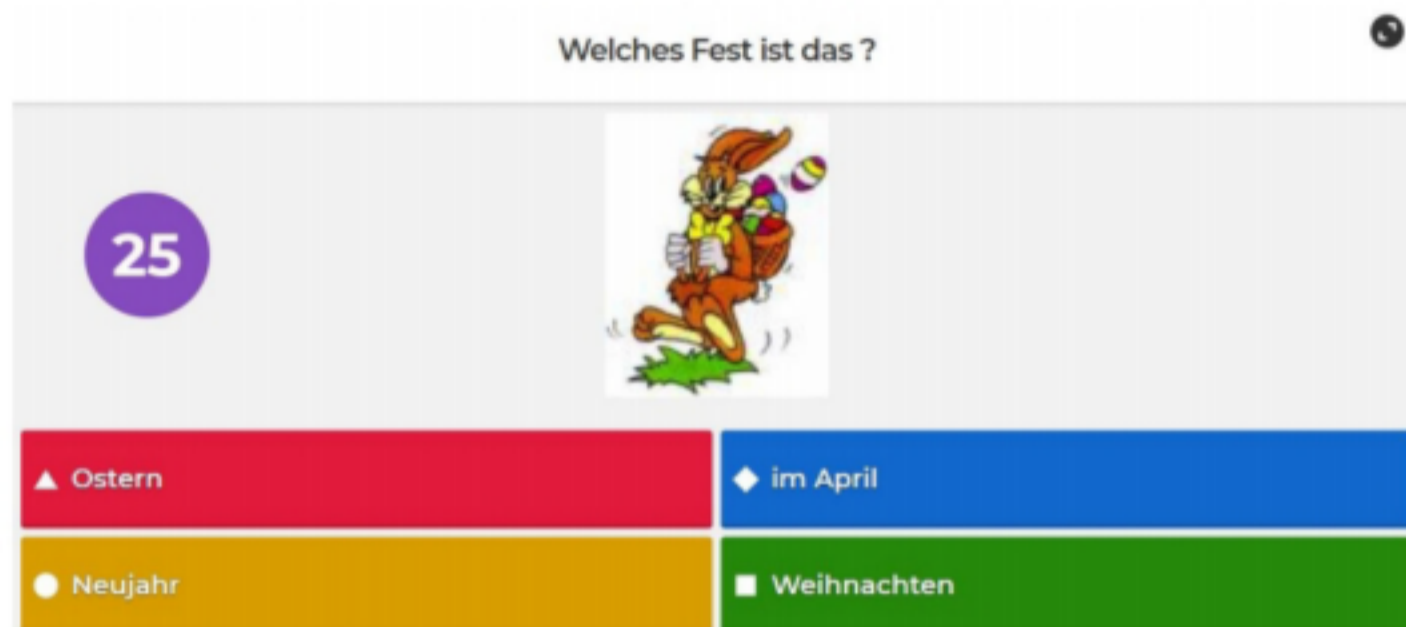 Welches Fest ist das ?
25
Ostern
im April
Neujahr
Weihnachten